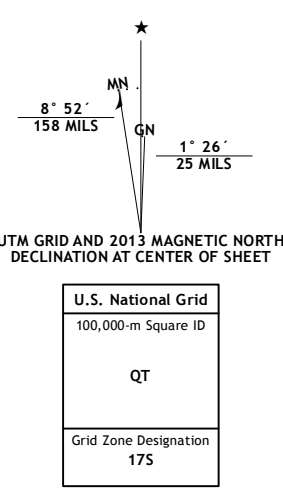 ★
MN
8° 52´
158 MILS
GN
1° 26´
25 MILS
UTM GRID AND 2013 MAGNETIC NORTH
DECLINATION AT CENTER OF SHEET
U.S. National Grid
100,000-m Square ID
QT
Grid Zone Designation
17S